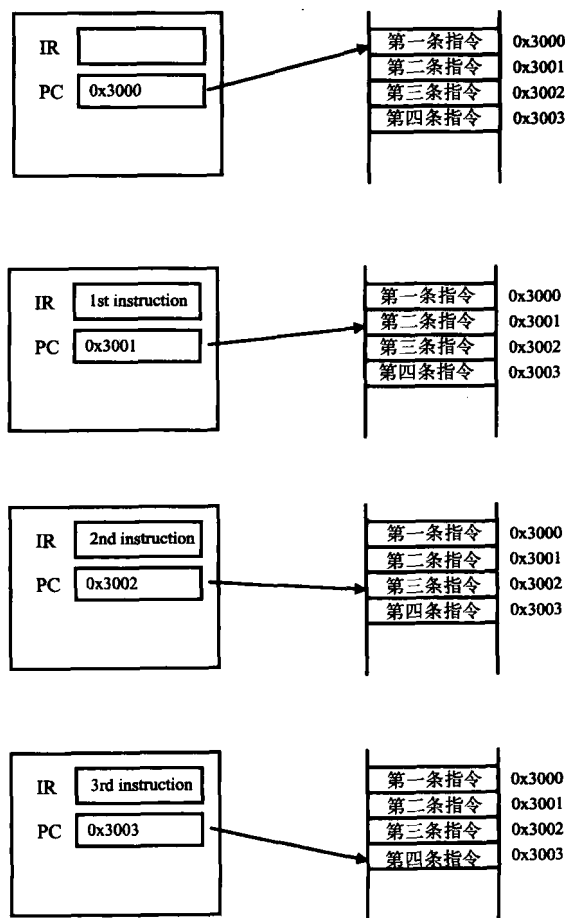 IR
PC 0x3000
第一条指令 0x3000
第二条指令 0x3001
第三条指令 0x3002
第四条指令 0x3003
IR 1st instruction
PC 0x3001
第一条指令 0x3000
第二条指令 0x3001
第三条指令 0x3002
第四条指令 0x3003
IR 2nd instruction
PC 0x3002
第一条指令 0x3000
第二条指令 0x3001
第三条指令 0x3002
第四条指令 0x3003
IR 3rd instruction
PC 0x3003
第一条指令 0x3000
第二条指令 0x3001
第三条指令 0x3002
第四条指令 0x3003